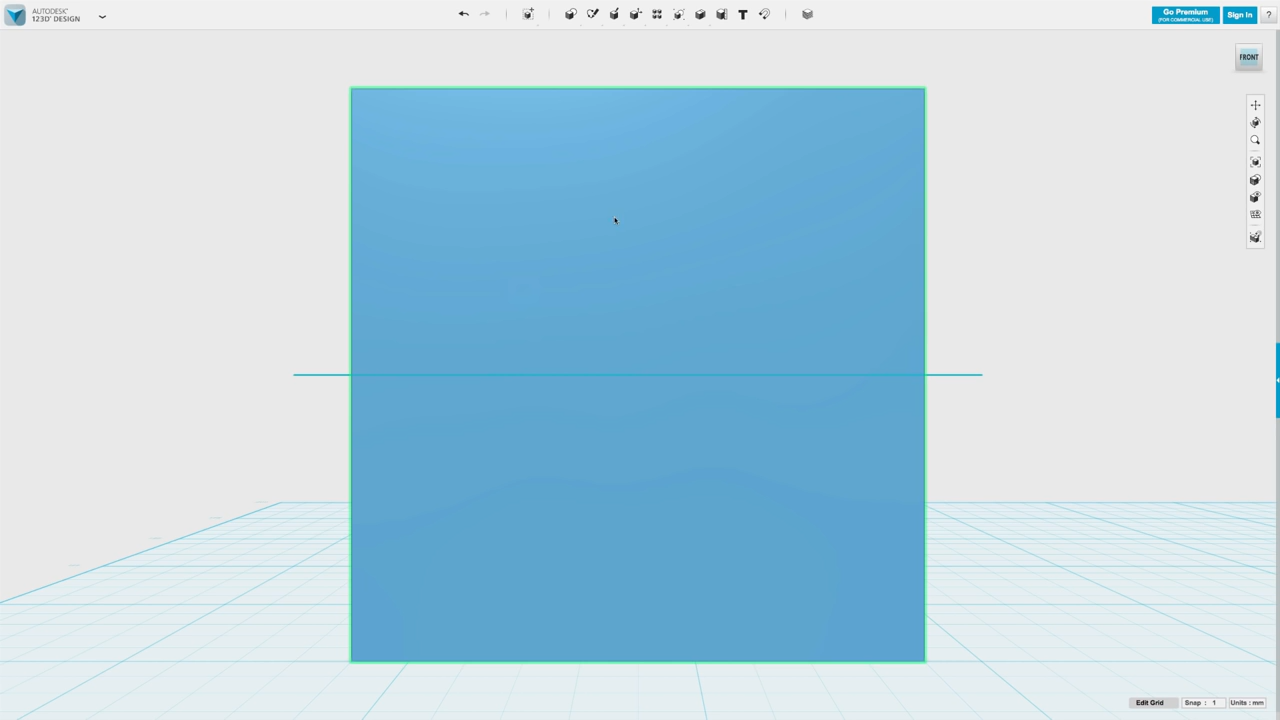 AUTODESK®
123D® DESIGN
Go Premium
(FOR COMMERCIAL USE)
Sign In
?
FRONT
Edit Grid
Snap : 1
Units : mm